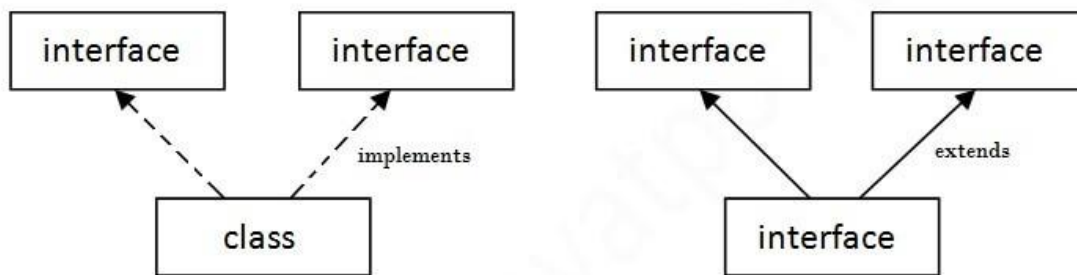 interface interface interface interface
implements extends
class interface